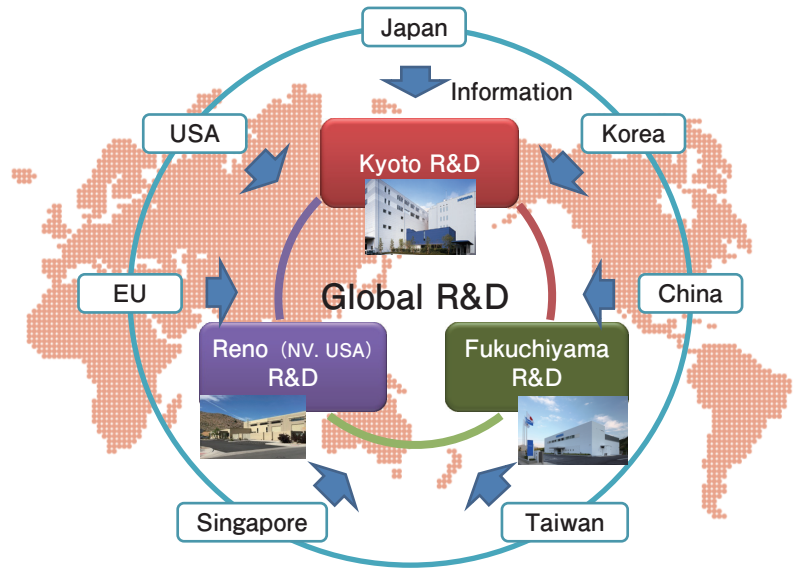 Japan
Information
USA
Korea
Kyoto R&D
EU
China
Global R&D
Reno (NV. USA)
R&D
Fukuchiyama
R&D
Singapore
Taiwan